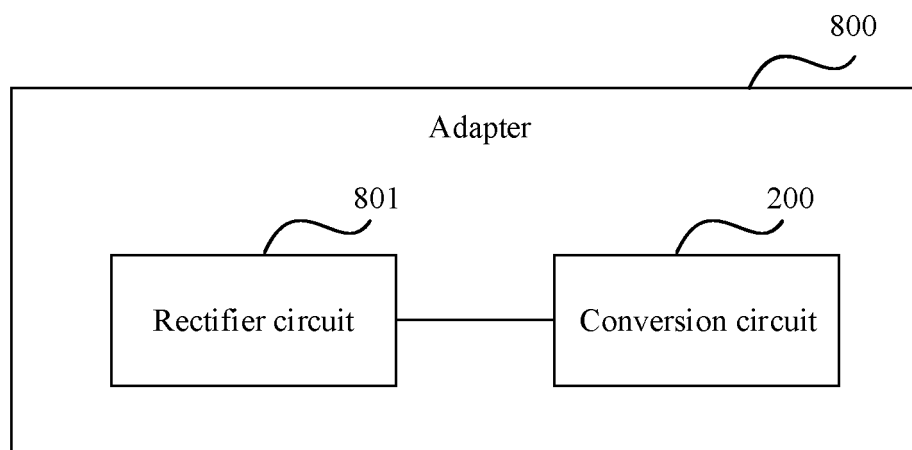 800
Adapter
801
200
Rectifier circuit
Conversion circuit